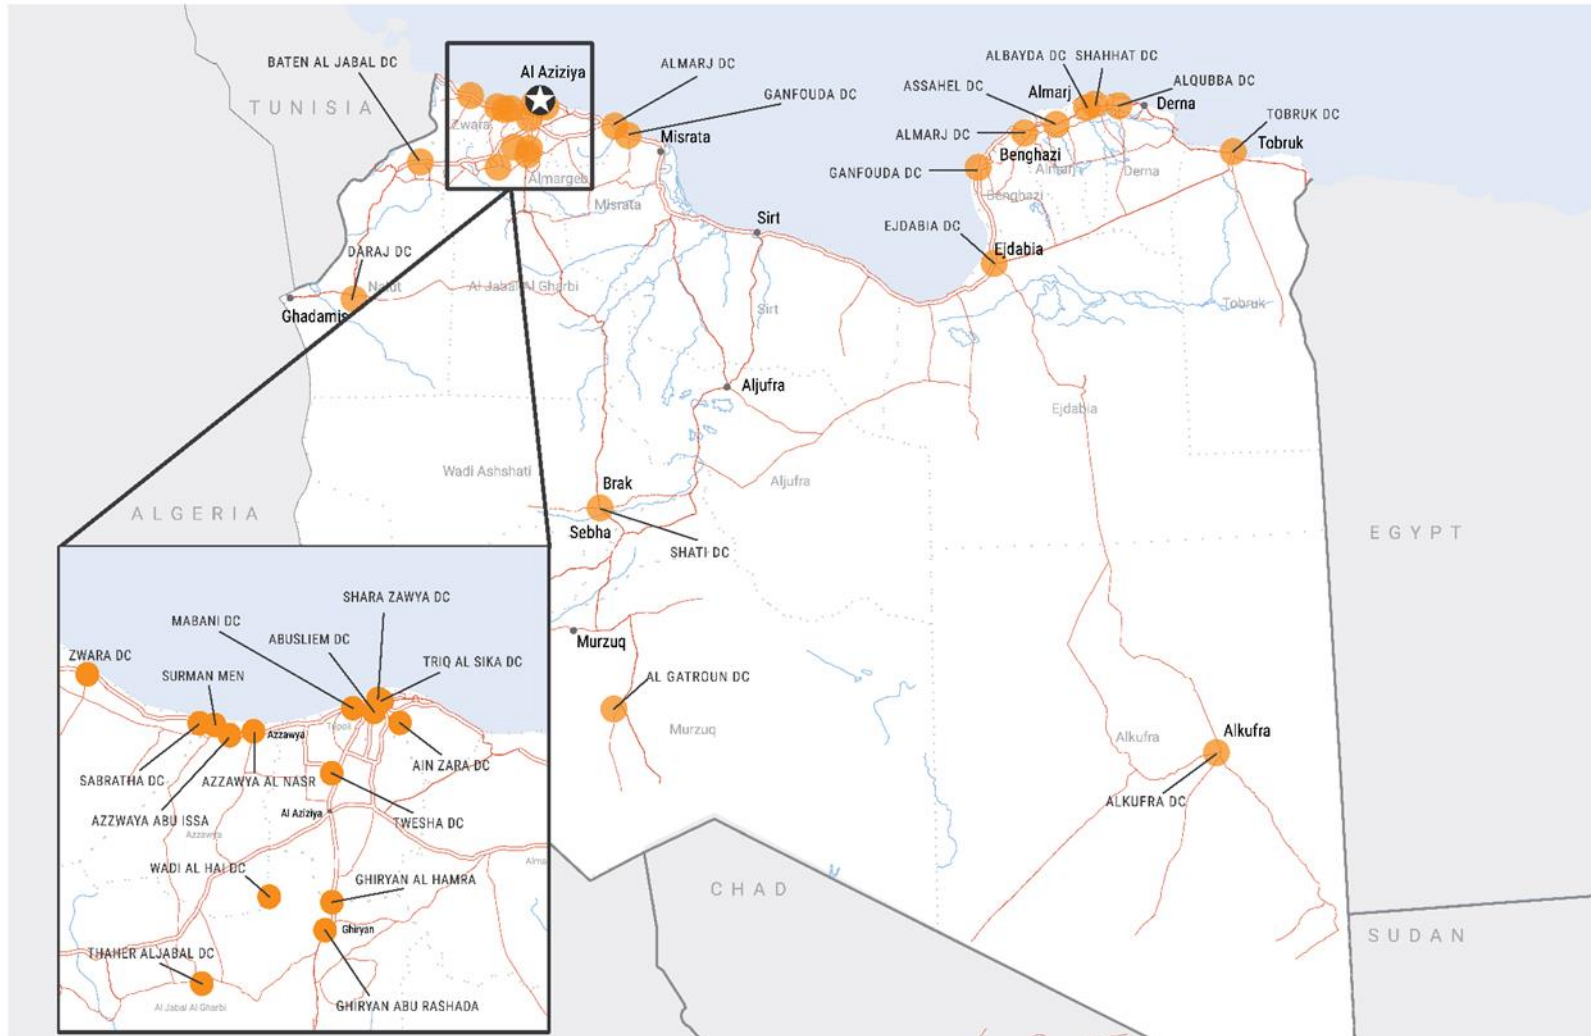 BATEN AL JABAL DC
TUNISIA
Al Aziziya
ALMARJ DC
GANFOUDA DC
Zwara
Misrata
Almargeb
Misrata
ALBAYDA DC
SHAHHAT DC
ASSAHEL DC
Almarj
ALQUBBA DC
Derna
TOBRUK DC
ALMARJ DC
Benghazi
Tobruk
GANFOUDA DC
Almarj
Derna
Benghazi
Sirt
EJDABIA DC
Ejdabia
DARAJ DC
Nalut
Al Jabal Al Gharbi
Ghadamis
Sirt
Tobruk
Aljufra
Ejdabia
Wadi Ashshati
Aljufra
Brak
ALGERIA
Sebha
SHATI DC
EGYPT
Murzuq
AL GATROUN DC
Murzuq
Alkufra
Alkufra
ALKUFRA DC
CHAD
SUDAN
SHARA ZAWYA DC
MABANI DC
ABUSLIEM DC
ZWARA DC
TRIQ AL SIKA DC
SURMAN MEN
Tripoli
Azzawya
AIN ZARA DC
SABRATHA DC
AZZAWYA AL NASR
Al Aziziya
AZZWAYA ABU ISSA
TWESHA DC
Azzawya
Alma
WADI AL HAI DC
GHIRYAN AL HAMRA
Ghiryan
THAHER ALJABAL DC
GHIRYAN ABU RASHADA
Al Jabal Al Gharbi